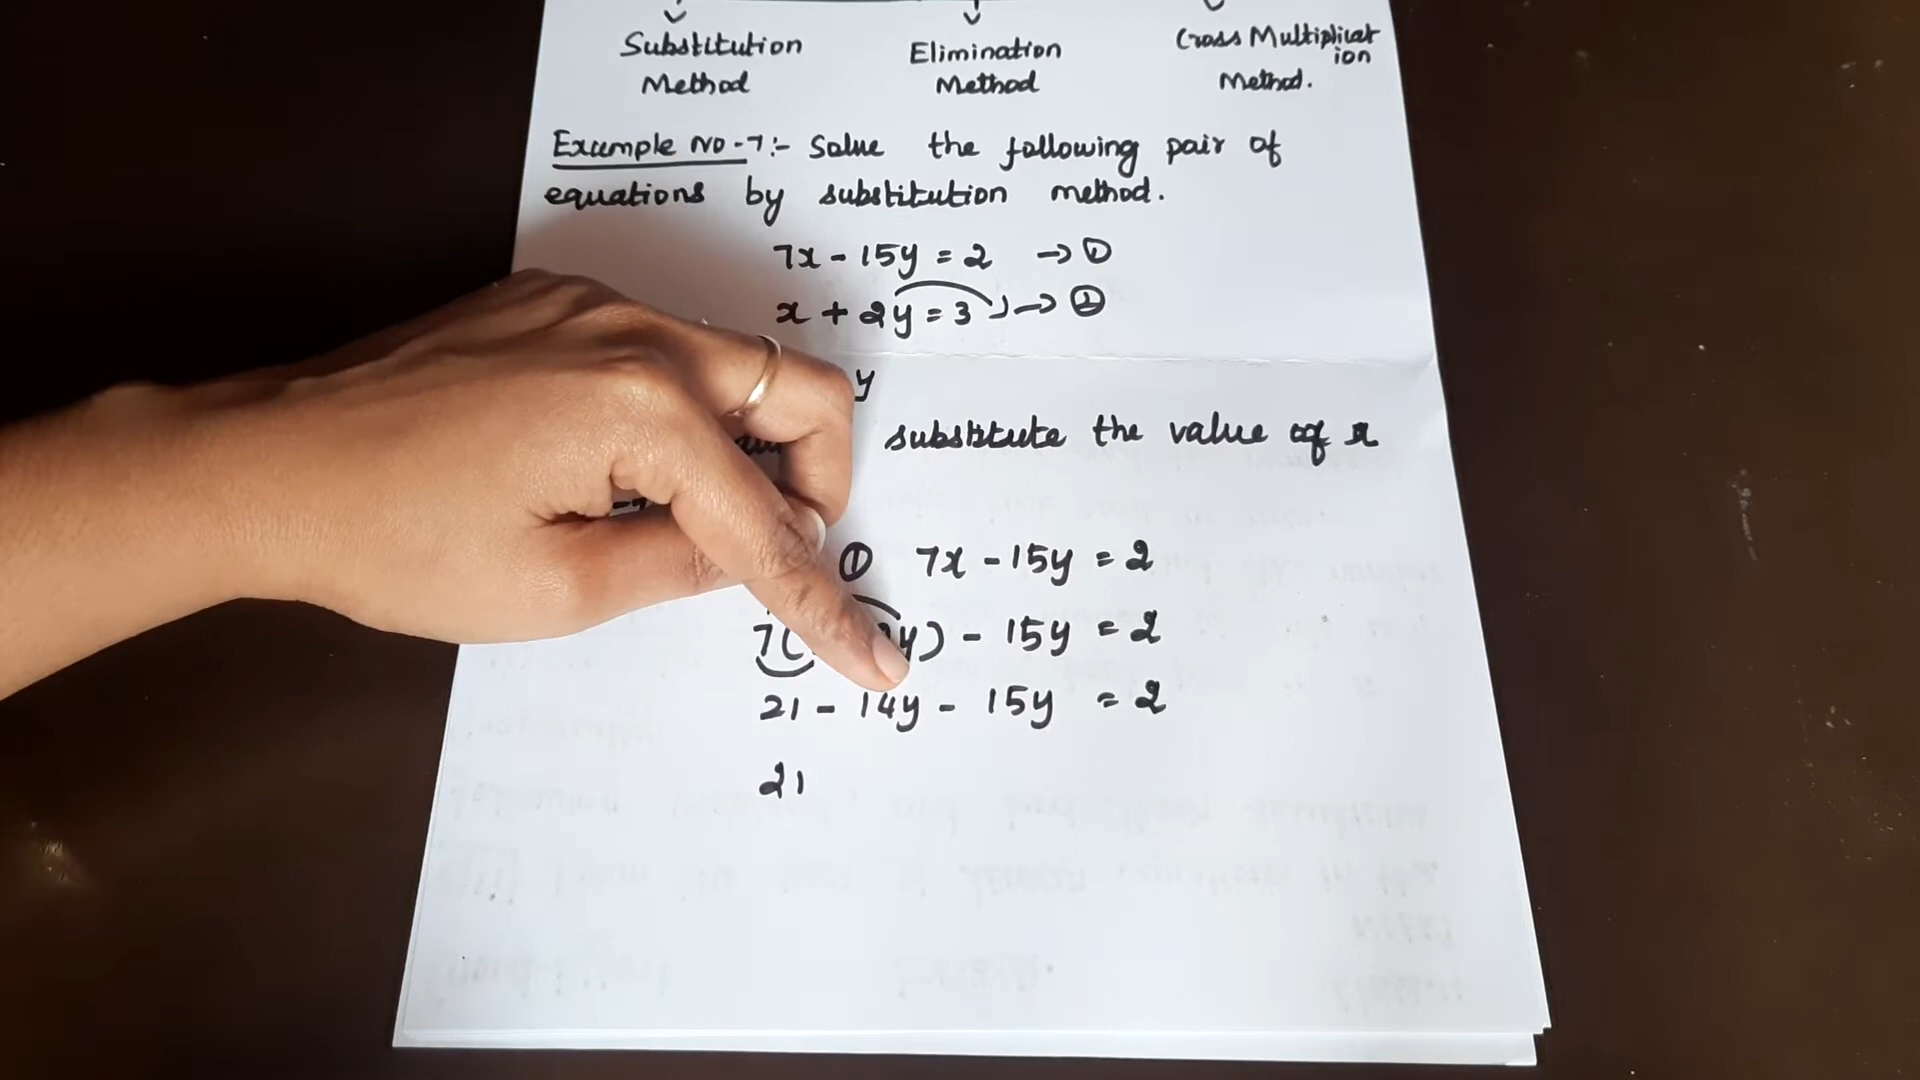 Substitution Method
Elimination Method
Cross Multiplication Method.
Example No-7:- Solve the following pair of
equations by substitution method.
7x - 15y = 2 → ①
x + 2y = 3 → ②
y
substitute the value of x
① 7x - 15y = 2
7( y) - 15y = 2
21 - 14y - 15y = 2
21